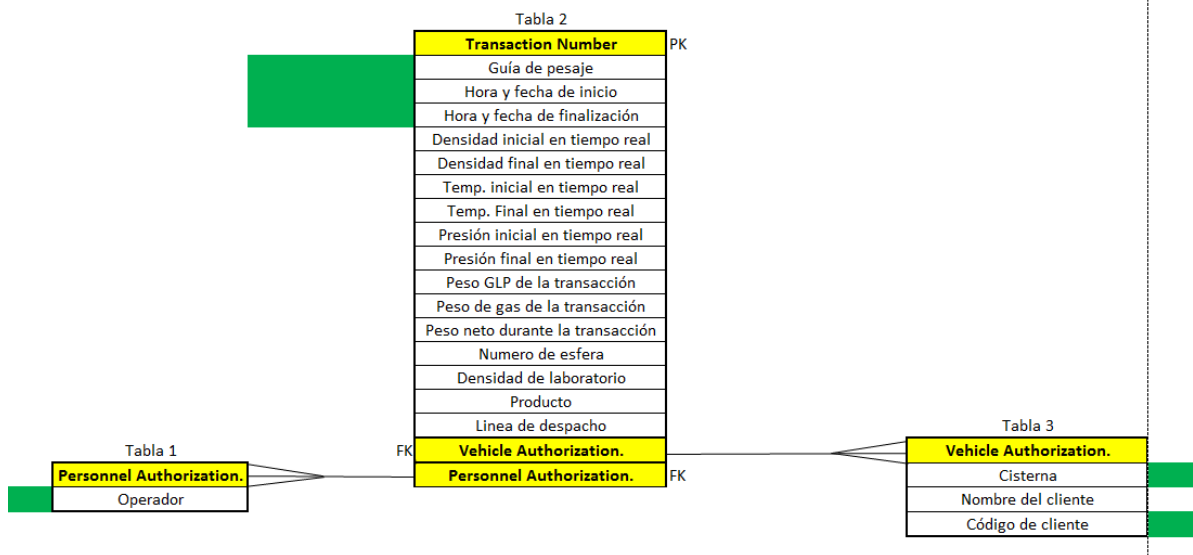 Tabla 2
Transaction Number PK
Guía de pesaje
Hora y fecha de inicio
Hora y fecha de finalización
Densidad inicial en tiempo real
Densidad final en tiempo real
Temp. inicial en tiempo real
Temp. Final en tiempo real
Presión inicial en tiempo real
Presión final en tiempo real
Peso GLP de la transacción
Peso de gas de la transacción
Peso neto durante la transacción
Numero de esfera
Densidad de laboratorio
Producto
Linea de despacho
FK Vehicle Authorization.
Personnel Authorization. FK
Tabla 1
Personnel Authorization.
Operador
Tabla 3
Vehicle Authorization.
Cisterna
Nombre del cliente
Código de cliente